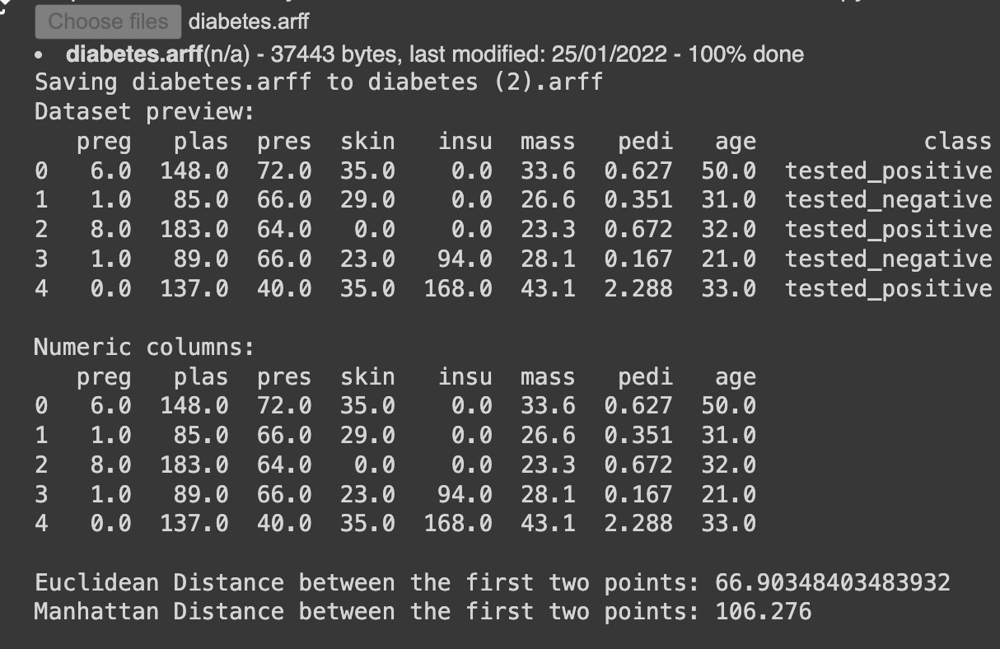 Choose files diabetes.arff
• diabetes.arff(n/a) - 37443 bytes, last modified: 25/01/2022 - 100% done
Saving diabetes.arff to diabetes (2).arff
Dataset preview:
   preg   plas  pres  skin   insu  mass   pedi   age            class
0   6.0  148.0  72.0  35.0    0.0  33.6  0.627  50.0  tested_positive
1   1.0   85.0  66.0  29.0    0.0  26.6  0.351  31.0  tested_negative
2   8.0  183.0  64.0   0.0    0.0  23.3  0.672  32.0  tested_positive
3   1.0   89.0  66.0  23.0   94.0  28.1  0.167  21.0  tested_negative
4   0.0  137.0  40.0  35.0  168.0  43.1  2.288  33.0  tested_positive
Numeric columns:
   preg   plas  pres  skin   insu  mass   pedi   age
0   6.0  148.0  72.0  35.0    0.0  33.6  0.627  50.0
1   1.0   85.0  66.0  29.0    0.0  26.6  0.351  31.0
2   8.0  183.0  64.0   0.0    0.0  23.3  0.672  32.0
3   1.0   89.0  66.0  23.0   94.0  28.1  0.167  21.0
4   0.0  137.0  40.0  35.0  168.0  43.1  2.288  33.0
Euclidean Distance between the first two points: 66.90348403483932
Manhattan Distance between the first two points: 106.276